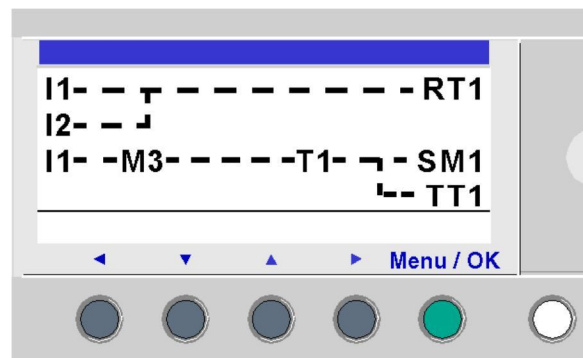 I1- - - - - - - - - - RT1
I2- - -
I1- -M3- - - - - -T1- - - SM1
-- TT1
Menu / OK